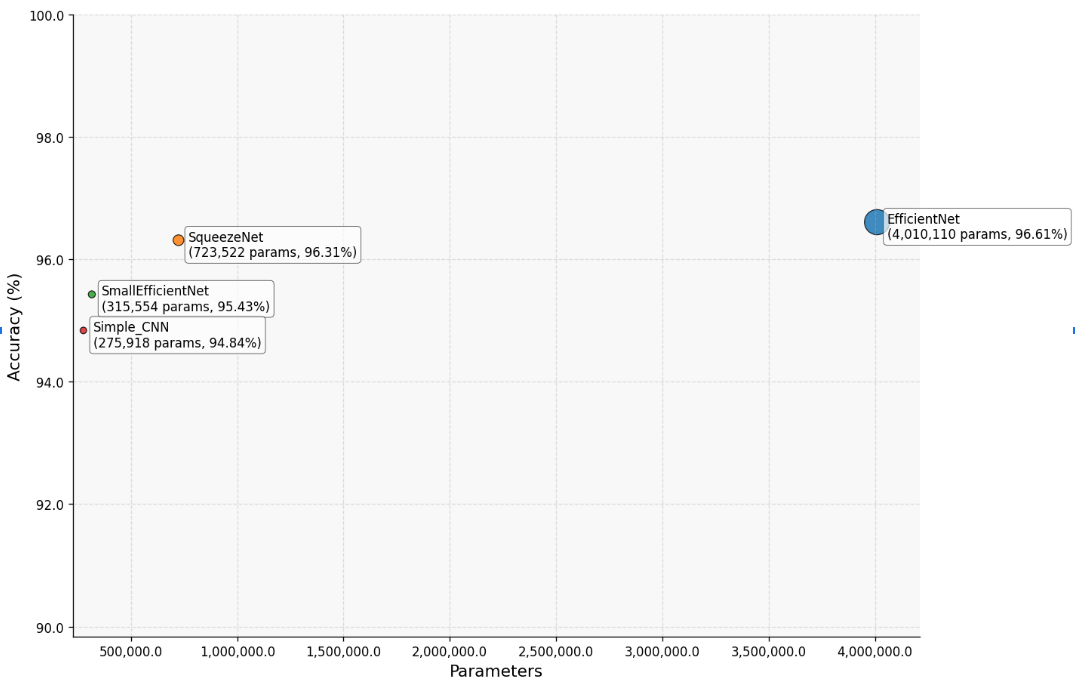 100.0
98.0
96.0
94.0
92.0
90.0
Accuracy (%)
EfficientNet
(4,010,110 params, 96.61%)
SqueezeNet
(723,522 params, 96.31%)
SmallEfficientNet
(315,554 params, 95.43%)
Simple_CNN
(275,918 params, 94.84%)
500,000.0
1,000,000.0
1,500,000.0
2,000,000.0
2,500,000.0
3,000,000.0
3,500,000.0
4,000,000.0
Parameters